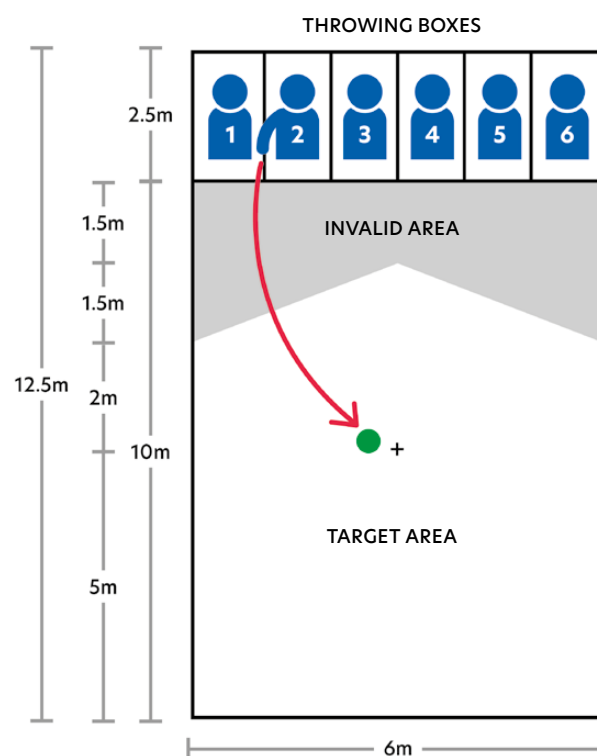 THROWING BOXES
1 2 3 4 5 6
2.5m
1.5m
INVALID AREA
1.5m
12.5m
2m
10m
+
TARGET AREA
5m
6m